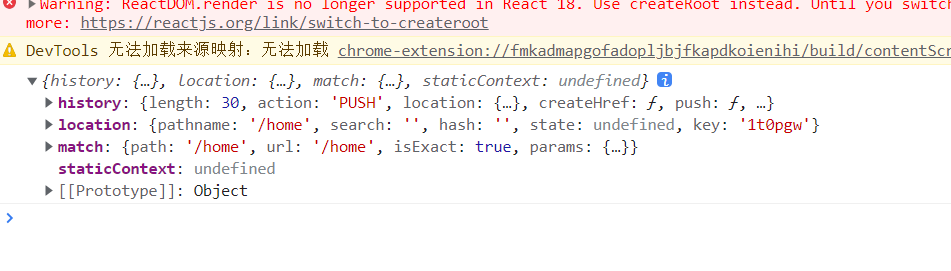 Warning: ReactDOM.render is no longer supported in React 18. Use createRoot instead. Until you switch
more: https://reactjs.org/link/switch-to-createroot
DevTools 无法加载来源映射：无法加载 chrome-extension://fmkadmapgofadopljbjfkapdkoienihi/build/contentScr
{history: {…}, location: {…}, match: {…}, staticContext: undefined}
history: {length: 30, action: 'PUSH', location: {…}, createHref: ƒ, push: ƒ, …}
location: {pathname: '/home', search: '', hash: '', state: undefined, key: '1t0pgw'}
match: {path: '/home', url: '/home', isExact: true, params: {…}}
staticContext: undefined
[[Prototype]]: Object